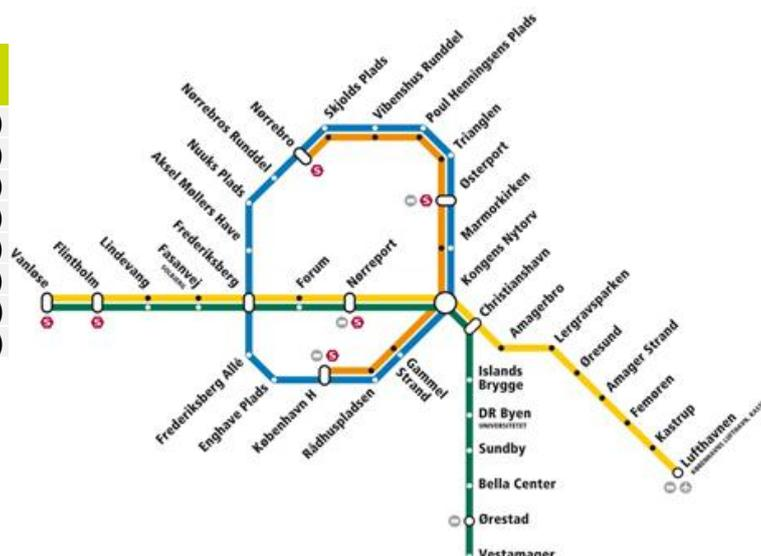 Skjolds Plads
Vibenshus Runddel
Poul Henningsens Plads
Trianglen
Østerport
Marmorkirken
Kongens Nytorv
Christianshavn
Nørrebro
Nørrebros Runddel
Nuuks Plads
Aksel Møllers Have
Frederiksberg
Vanløse
Flintholm
Lindevang
Fasanvej
SOLBJERG
Forum
Nørreport
S
S
S
S
S
S
S
Frederiksberg Allé
Enghave Plads
København H
Rådhuspladsen
Gammel
Strand
Amagerbro
Lergravsparken
Øresund
Amager Strand
Femøren
Kastrup
Lufthavnen
Islands
Brygge
DR Byen
UNIVERSITETET
Sundby
Bella Center
Ørestad
Vestamager